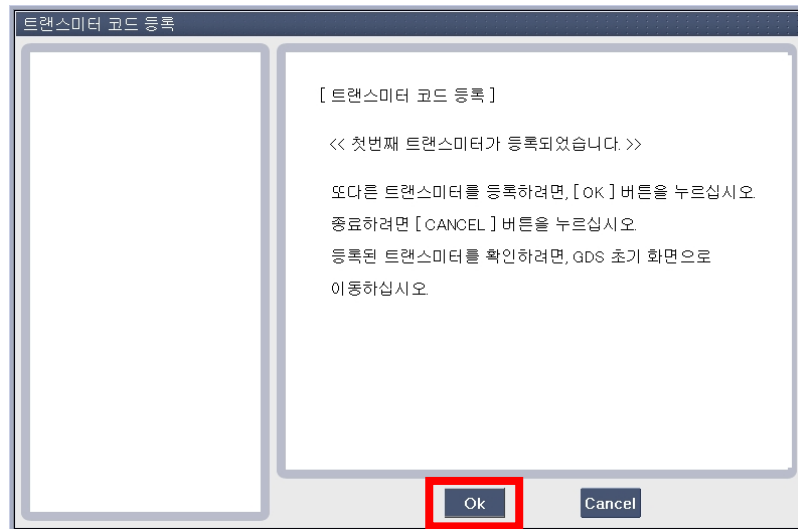 트랜스미터 코드 등록
[ 트랜스미터 코드 등록 ]
<< 첫번째 트랜스미터가 등록되었습니다. >>
또다른 트랜스미터를 등록하려면, [ OK ] 버튼을 누르십시오.
종료하려면 [ CANCEL ] 버튼을 누르십시오.
등록된 트랜스미터를 확인하려면, GDS 초기 화면으로
이동하십시오.
Ok Cancel